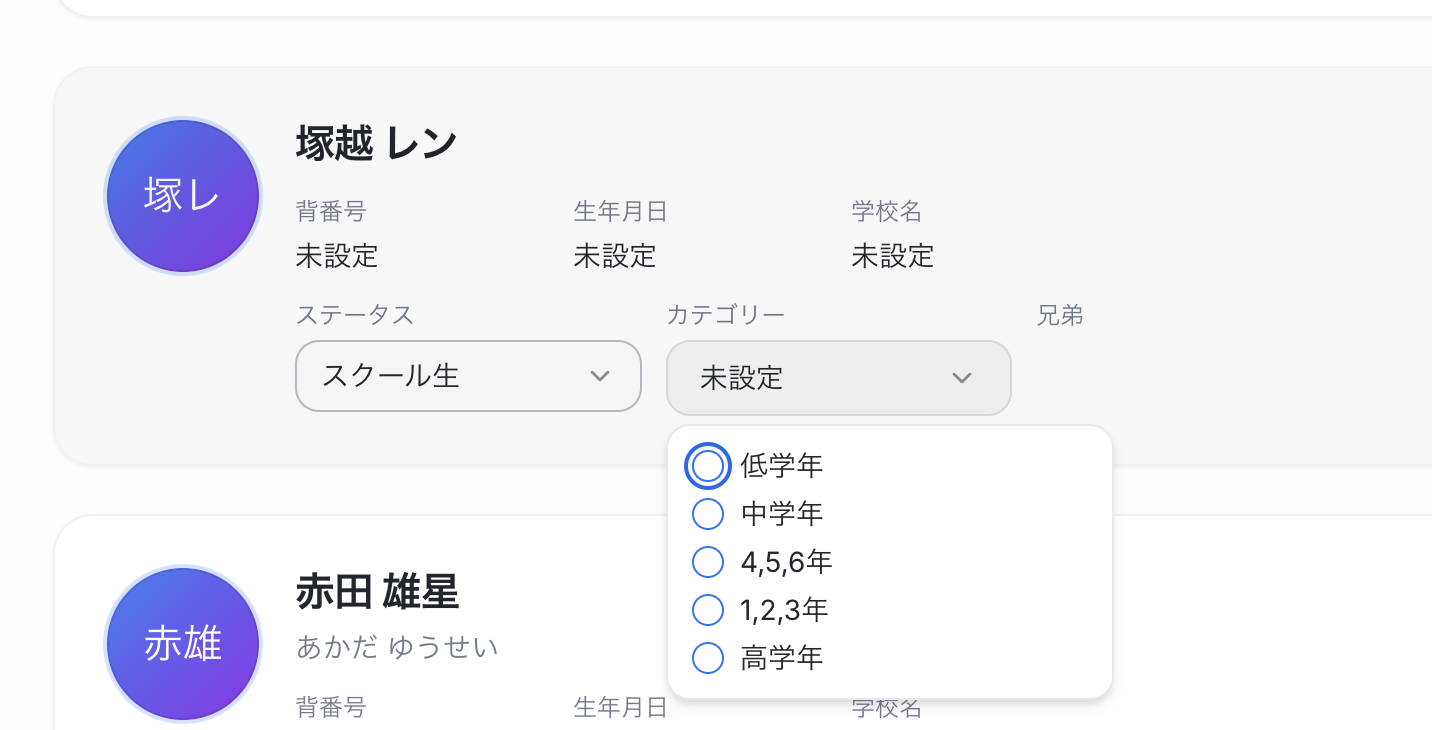 塚レ
塚越 レン
背番号 生年月日 学校名
未設定 未設定 未設定
ステータス カテゴリー 兄弟
スクール生 未設定
低学年
中学年
4,5,6年
1,2,3年
高学年
赤雄
赤田 雄星
あかだ ゆうせい
背番号 生年月日 学校名